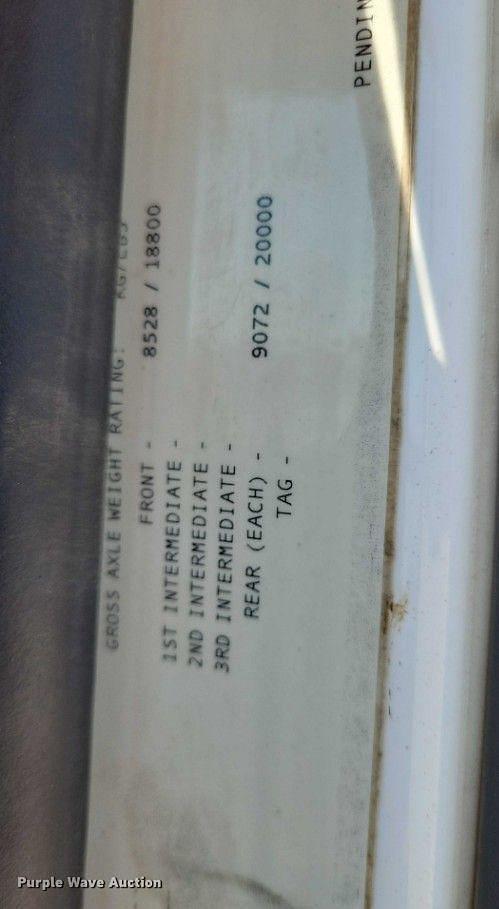 GROSS AXLE WEIGHT RATING: KG/LBS
FRONT - 8528 / 18800
1ST INTERMEDIATE -
2ND INTERMEDIATE -
3RD INTERMEDIATE -
REAR (EACH) - 9072 / 20000
TAG -
PENDIN
Purple Wave Auction